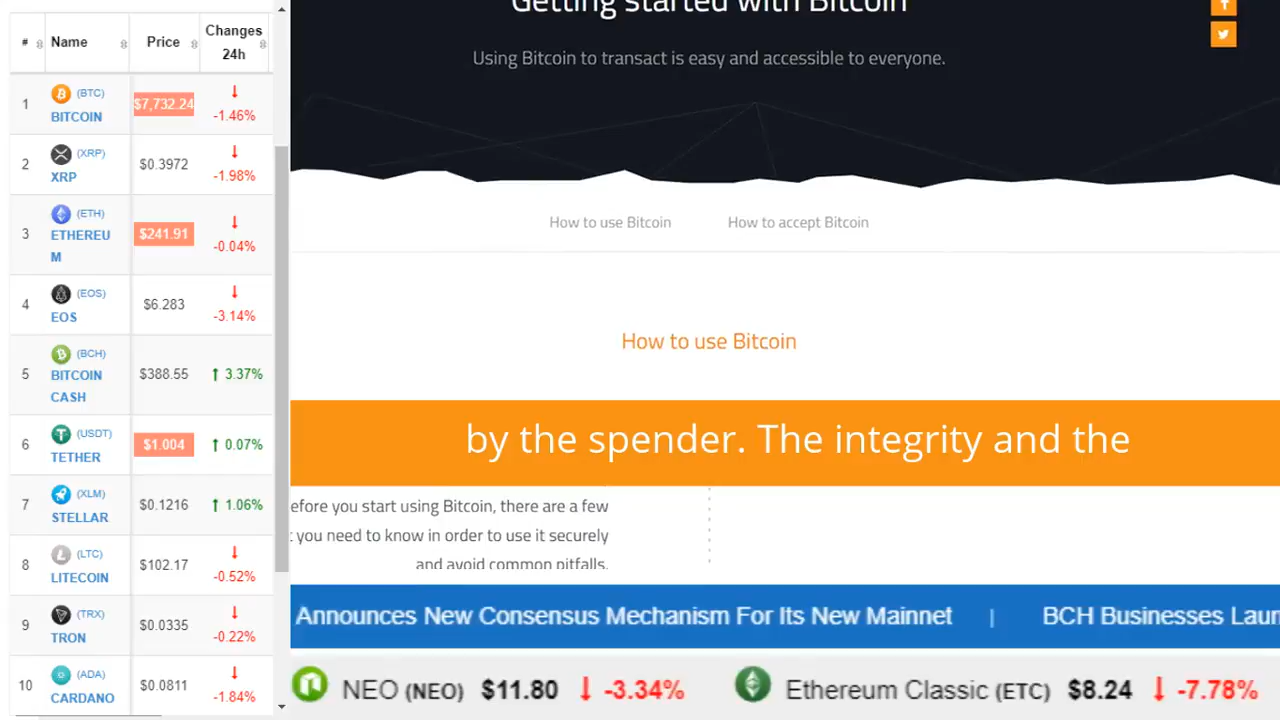 # Name Price Changes 24h
1 (BTC) BITCOIN $7,732.24 -1.46%
2 (XRP) XRP $0.3972 -1.98%
3 (ETH) ETHEREUM $241.91 -0.04%
4 (EOS) EOS $6.283 -3.14%
5 (BCH) BITCOIN CASH $388.55 ↑ 3.37%
6 (USDT) TETHER $1.004 ↑ 0.07%
7 (XLM) STELLAR $0.1216 ↑ 1.06%
8 (LTC) LITECOIN $102.17 ↓ -0.52%
9 (TRX) TRON $0.0335 ↓ -0.22%
10 (ADA) CARDANO $0.0811 ↓ -1.84%
Getting started with Bitcoin
Using Bitcoin to transact is easy and accessible to everyone.
How to use Bitcoin How to accept Bitcoin
How to use Bitcoin
by the spender. The integrity and the
efore you start using Bitcoin, there are a few
t you need to know in order to use it securely
and avoid common pitfalls.
Announces New Consensus Mechanism For Its New Mainnet | BCH Businesses Laun
NEO (NEO) $11.80 ↓ -3.34% Ethereum Classic (ETC) $8.24 ↓ -7.78%